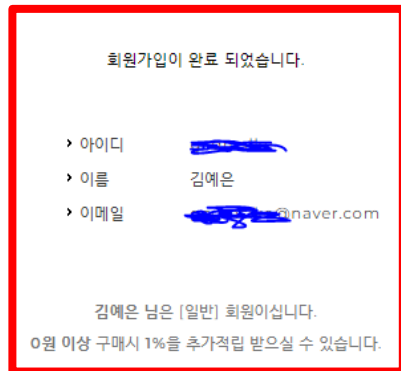 회원가입이 완료 되었습니다.
› 아이디
› 이름 김예은
› 이메일 @naver.com
김예은 님은 [일반] 회원이십니다.
0원 이상 구매시 1%을 추가적립 받으실 수 있습니다.